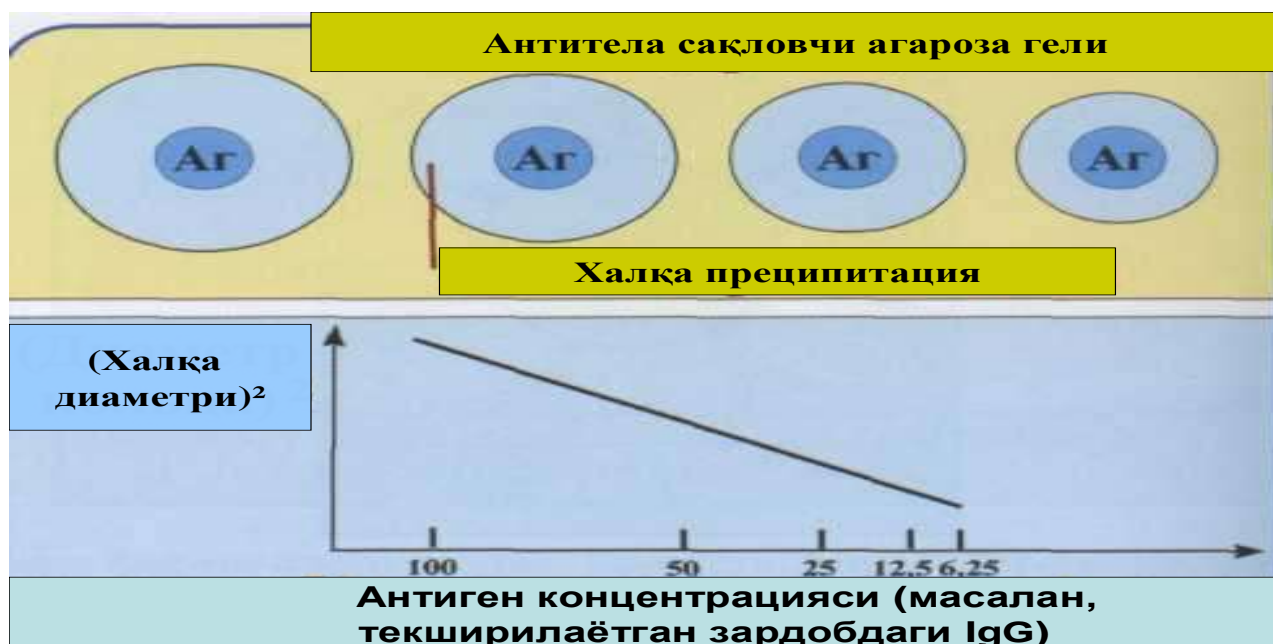 Антитела сақловчи агароза гели
Аг Аг Аг Аг
Халқа преципитация
(Халқа
диаметри)²
100 50 25 12,5 6,25
Антиген концентрацияси (масалан,
текширилаётган зардобдаги IgG)